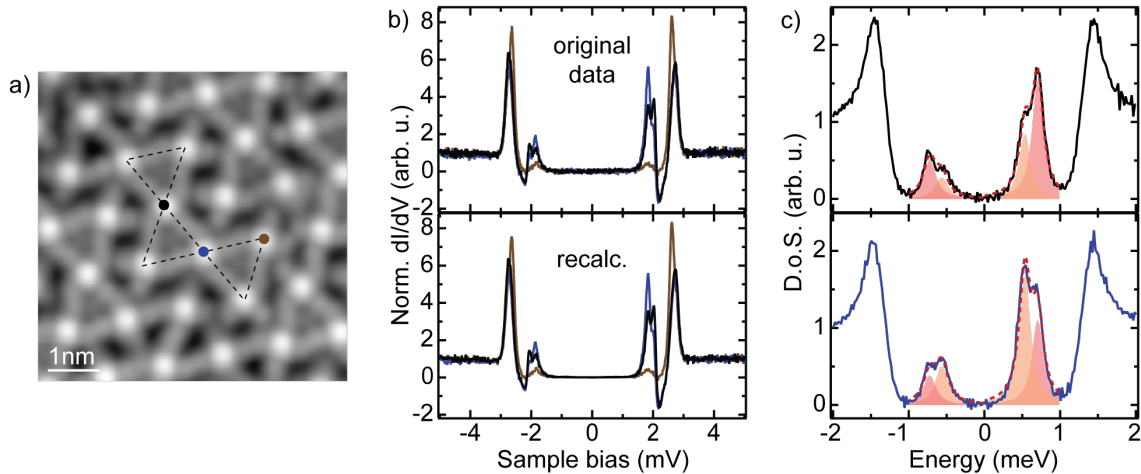 a)
1nm
b)
original
data
8
6
4
2
0
-2
recalc.
8
6
4
2
0
-2
Norm. dI/dV (arb. u.)
-4
-2
0
2
4
Sample bias (mV)
c)
2
1
0
2
1
0
D.o.S. (arb. u.)
-2
-1
0
1
2
Energy (meV)